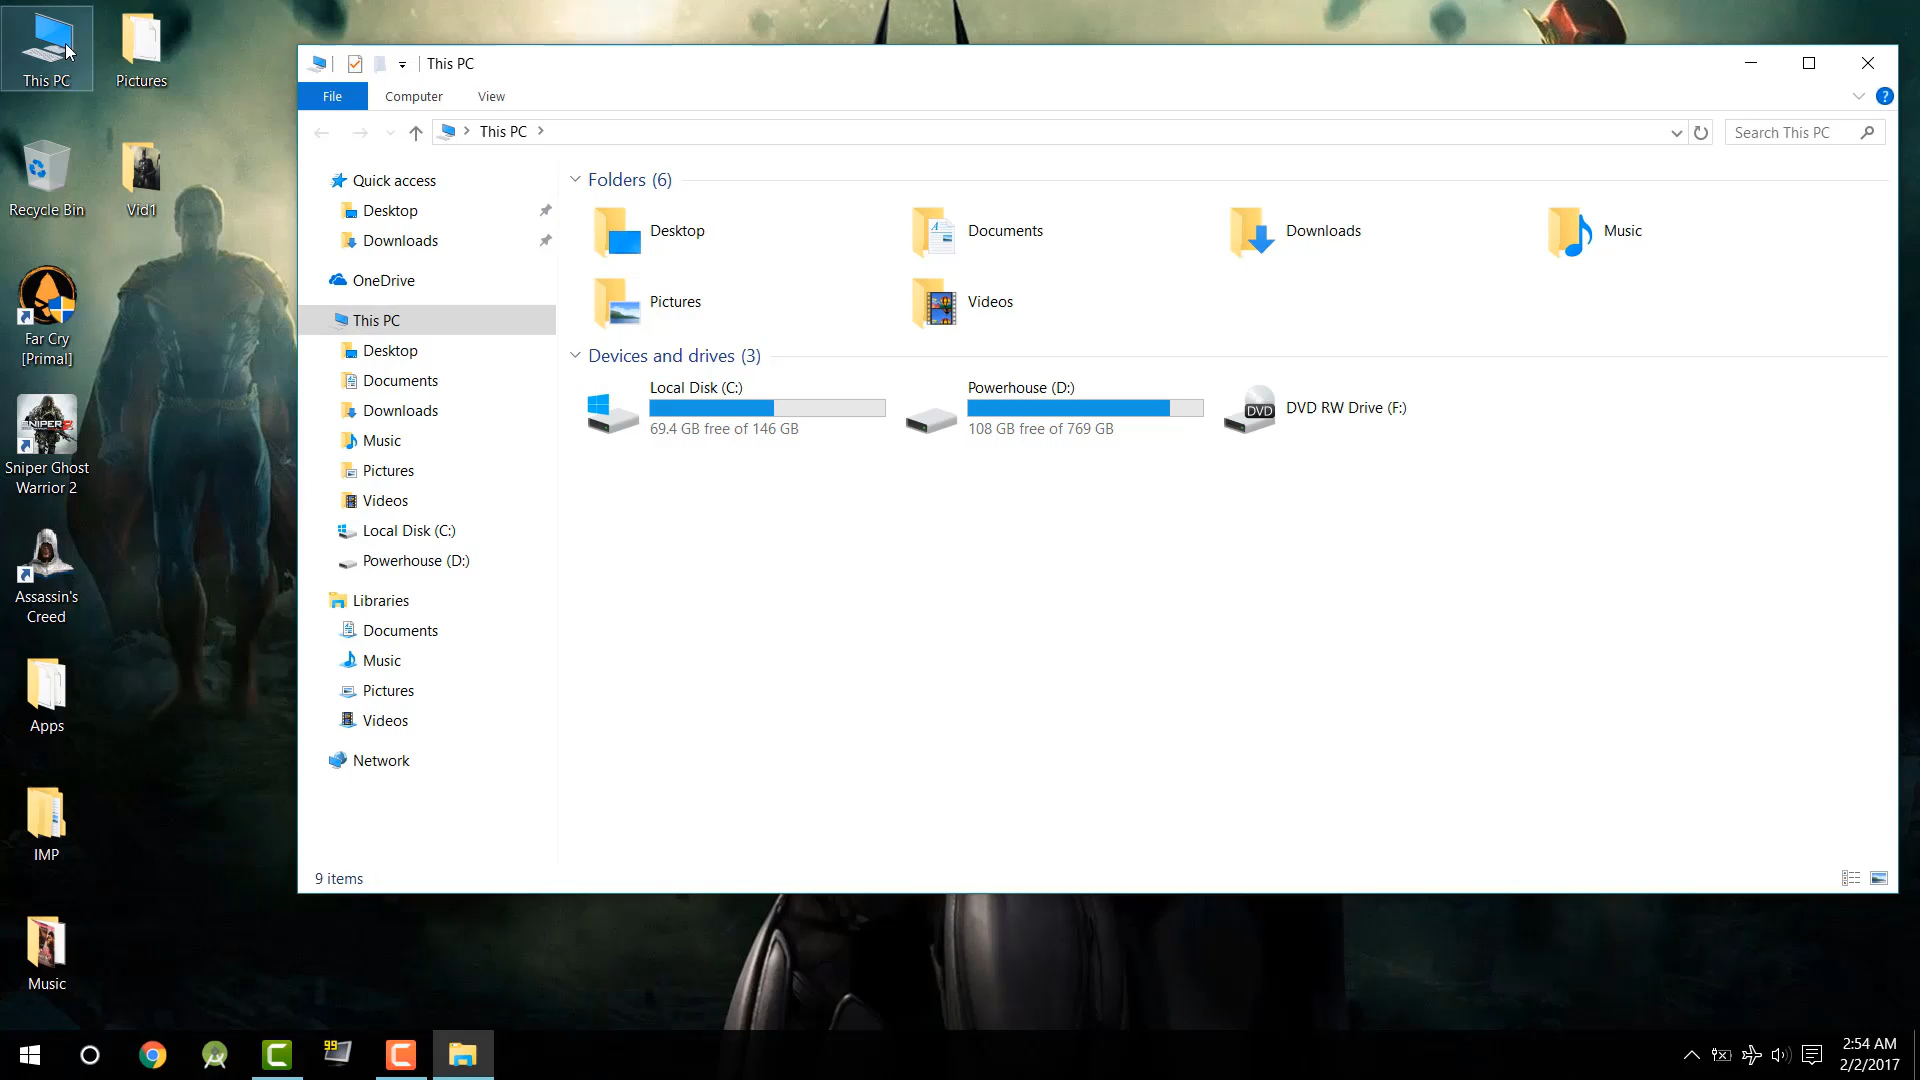 This PC
Pictures
Recycle Bin
Vid1
Far Cry
[Primal]
SNIPER 2
Sniper Ghost
Warrior 2
Assassin's
Creed
Apps
IMP
Music
This PC
File
Computer
View
?
This PC
Search This PC
Quick access
Desktop
Downloads
OneDrive
This PC
Desktop
Documents
Downloads
Music
Pictures
Videos
Local Disk (C:)
Powerhouse (D:)
Libraries
Documents
Music
Pictures
Videos
Network
Folders (6)
Desktop
Documents
Downloads
Music
Pictures
Videos
Devices and drives (3)
Local Disk (C:)
69.4 GB free of 146 GB
Powerhouse (D:)
108 GB free of 769 GB
DVD
DVD RW Drive (F:)
9 items
99
2:54 AM
2/2/2017